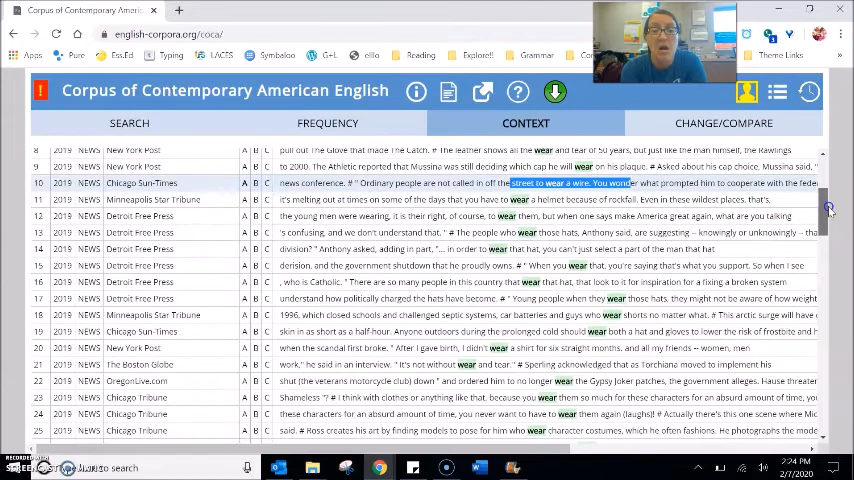 Corpus of Contemporary American English
english-corpora.org/coca/
Apps Pure Ess.Ed Typing LACES Symbaloo G+L elllo Reading Explore!! Grammar Theme Links
Corpus of Contemporary American English
SEARCH FREQUENCY CONTEXT CHANGE/COMPARE
8 2019 NEWS New York Post A B C pull out The Glove that made The Catch. # The leather shows all the wear and tear of 50 years, but just like the man himself, the Rawlings
9 2019 NEWS New York Post A B C to 2000. The Athletic reported that Mussina was still deciding which cap he will wear on his plaque. # Asked about his cap choice, Mussina said, "
10 2019 NEWS Chicago Sun-Times A B C news conference. # " Ordinary people are not called in off the street to wear a wire. You wonder what prompted him to cooperate with the feder
11 2019 NEWS Minneapolis Star Tribune A B C it's melting out at times on some of the days that you have to wear a helmet because of rockfall. Even in these wildest places, that's,
12 2019 NEWS Detroit Free Press A B C the young men were wearing, it is their right, of course, to wear them, but when one says make America great again, what are you talking
13 2019 NEWS Detroit Free Press A B C 's confusing, and we don't understand that. " # The people who wear those hats, Anthony said, are suggesting -- knowingly or unknowingly -- tha
14 2019 NEWS Detroit Free Press A B C division? " Anthony asked, adding in part, "... in order to wear that hat, you can't just select a part of the man that
15 2019 NEWS Detroit Free Press A B C derision, and the government shutdown that he proudly owns. # " When you wear that, you're saying that's what you support. So when I see
16 2019 NEWS Detroit Free Press A B C , who is Catholic. " There are so many people in this country that wear that hat, that look to it for inspiration for a fixing a broken system
17 2019 NEWS Detroit Free Press A B C understand how politically charged the hats have become. # " Young people when they wear those hats, they might not be aware of how weight
18 2019 NEWS Minneapolis Star Tribune A B C 1996, which closed schools and challenged septic systems, car batteries and guys who wear shorts no matter what. # This arctic surge will have c
19 2019 NEWS Chicago Sun-Times A B C skin in as short as a half-hour. Anyone outdoors during the prolonged cold should wear both a hat and gloves to lower the risk of frostbite and h
20 2019 NEWS New York Post A B C when the scandal first broke. " After I gave birth, I didn't wear a shirt for six straight months. and all my friends -- women, men
21 2019 NEWS The Boston Globe A B C work," he said in an interview. " It's not without wear and tear." # Sperling acknowledged that as Torchiana moved to implement his
22 2019 NEWS OregonLive.com A B C shut (the veterans motorcycle club) down " and ordered him to no longer wear the Gypsy Joker patches, the government alleges. Hause threater
23 2019 NEWS Chicago Tribune A B C Shameless "? # I think with clothes or anything like that, because you wear them so much for these characters for an absurd amount of time, you
24 2019 NEWS Chicago Tribune A B C these characters for an absurd amount of time, you never want to have to wear them again (laughs)! # Actually there's this one scene where Mic
25 2019 NEWS Chicago Tribune A B C said. # Ross creates his art by finding models to pose for him who wear character clothing, which he often fashions. He photographs the mode
RECORDED WITH
here to search
2:24 PM
2/7/2020